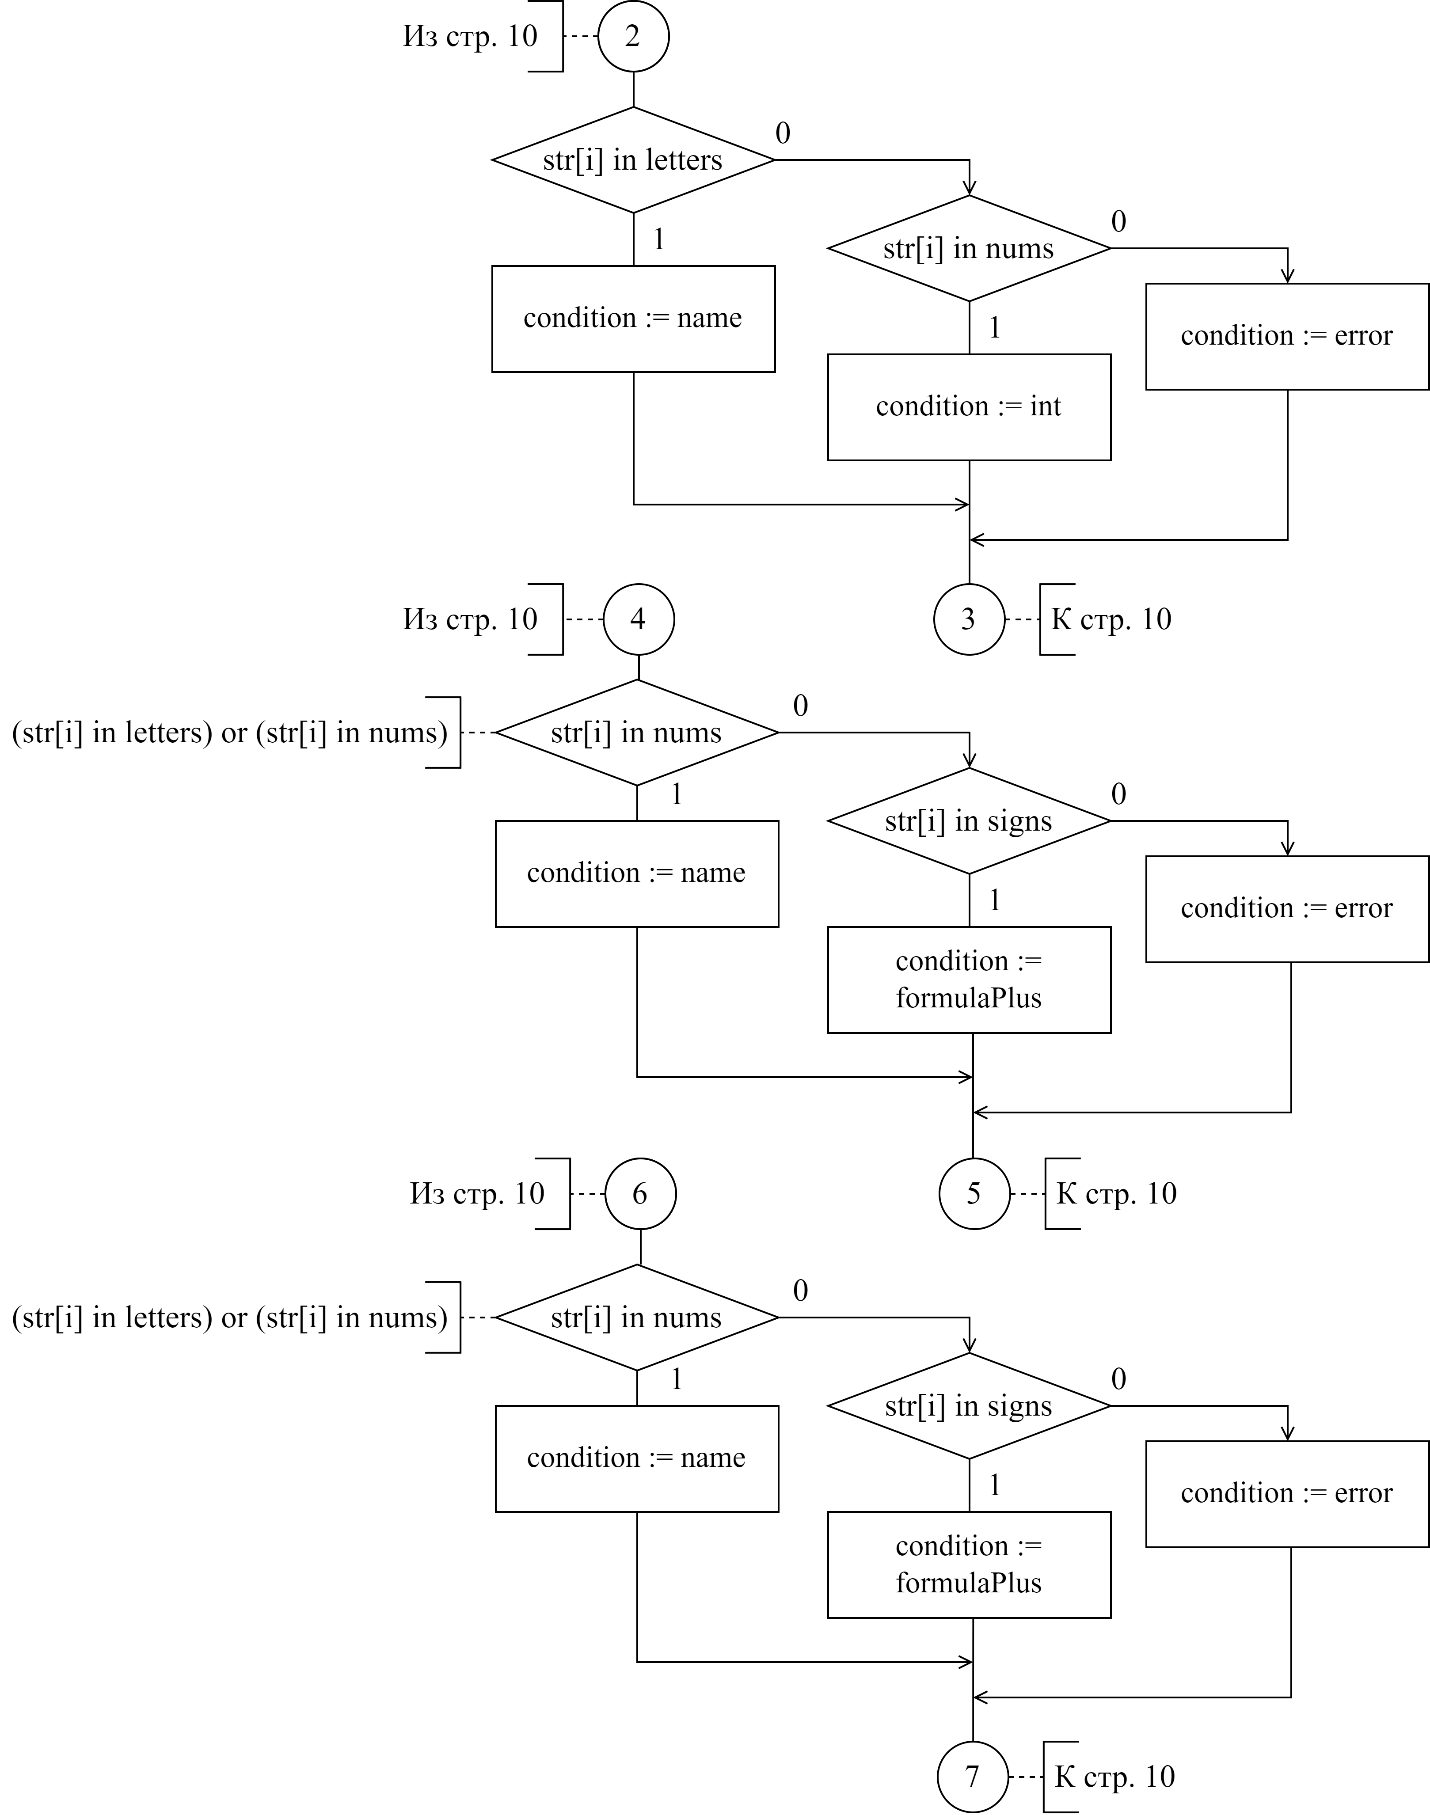 Из стр. 10
2
str[i] in letters
0
1
condition := name
str[i] in nums
0
1
condition := int
condition := error
3
К стр. 10
Из стр. 10
4
(str[i] in letters) or (str[i] in nums)
str[i] in nums
0
1
condition := name
str[i] in signs
0
1
condition :=
formulaPlus
condition := error
5
К стр. 10
Из стр. 10
6
(str[i] in letters) or (str[i] in nums)
str[i] in nums
0
1
condition := name
str[i] in signs
0
1
condition :=
formulaPlus
condition := error
7
К стр. 10